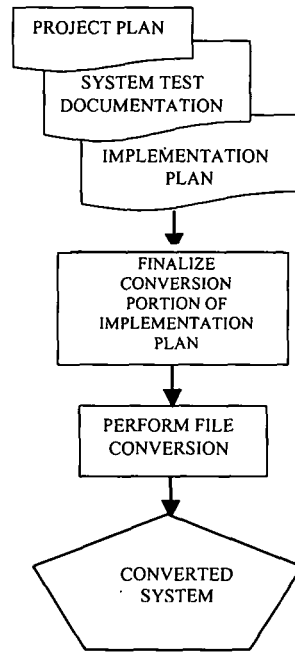 PROJECT PLAN
SYSTEM TEST
DOCUMENTATION
IMPLEMENTATION
PLAN
FINALIZE
CONVERSION
PORTION OF
IMPLEMENTATION
PLAN
PERFORM FILE
CONVERSION
CONVERTED
SYSTEM